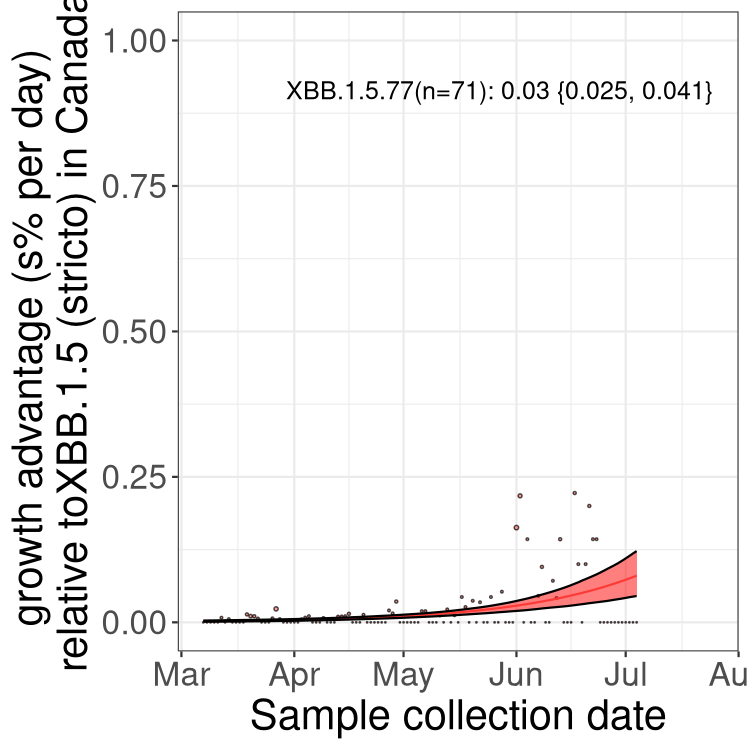 growth advantage (s% per day)
relative toXBB.1.5 (stricto) in Canada
1.00
0.75
0.50
0.25
0.00
XBB.1.5.77(n=71): 0.03 {0.025, 0.041}
Mar Apr May Jun Jul Au
Sample collection date